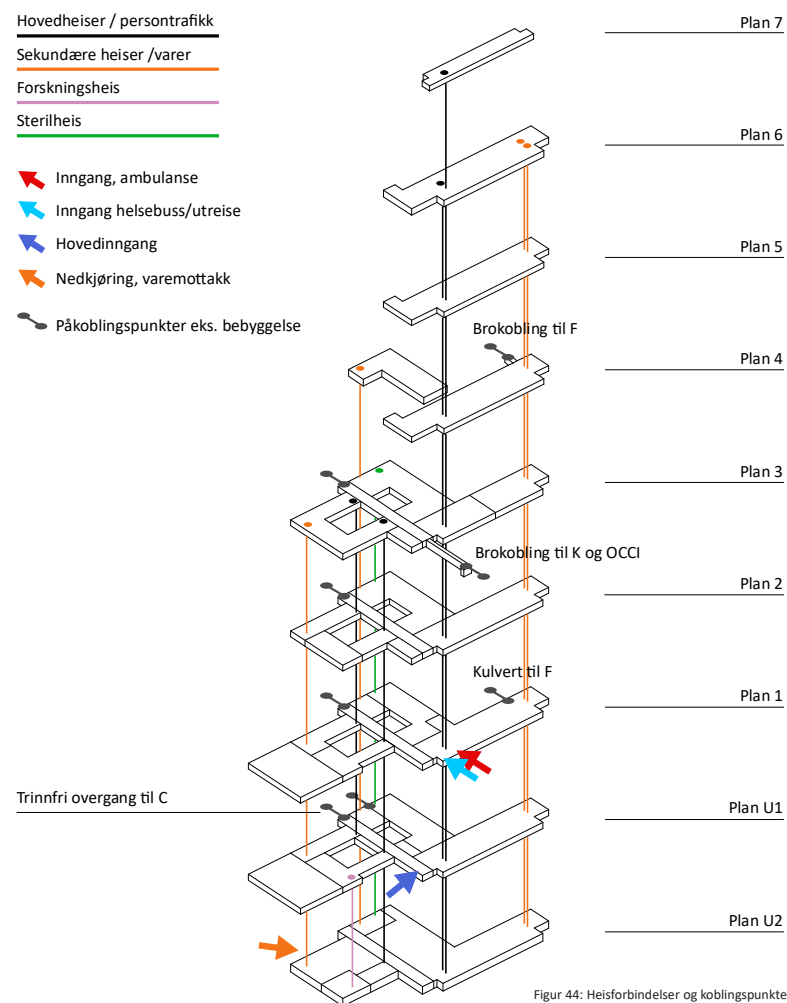 Hovedheiser / persontrafikk
Sekundære heiser /varer
Forskningsheis
Sterilheis
Inngang, ambulanse
Inngang helsebuss/utreise
Hovedinngang
Nedkjøring, varemottakk
Påkoblingspunkter eks. bebyggelse
Plan 7
Plan 6
Plan 5
Brokobling til F
Plan 4
Plan 3
Brokobling til K og OCCI
Plan 2
Kulvert til F
Plan 1
Trinnfri overgang til C
Plan U1
Plan U2
Figur 44: Heisforbindelser og koblingspunkte